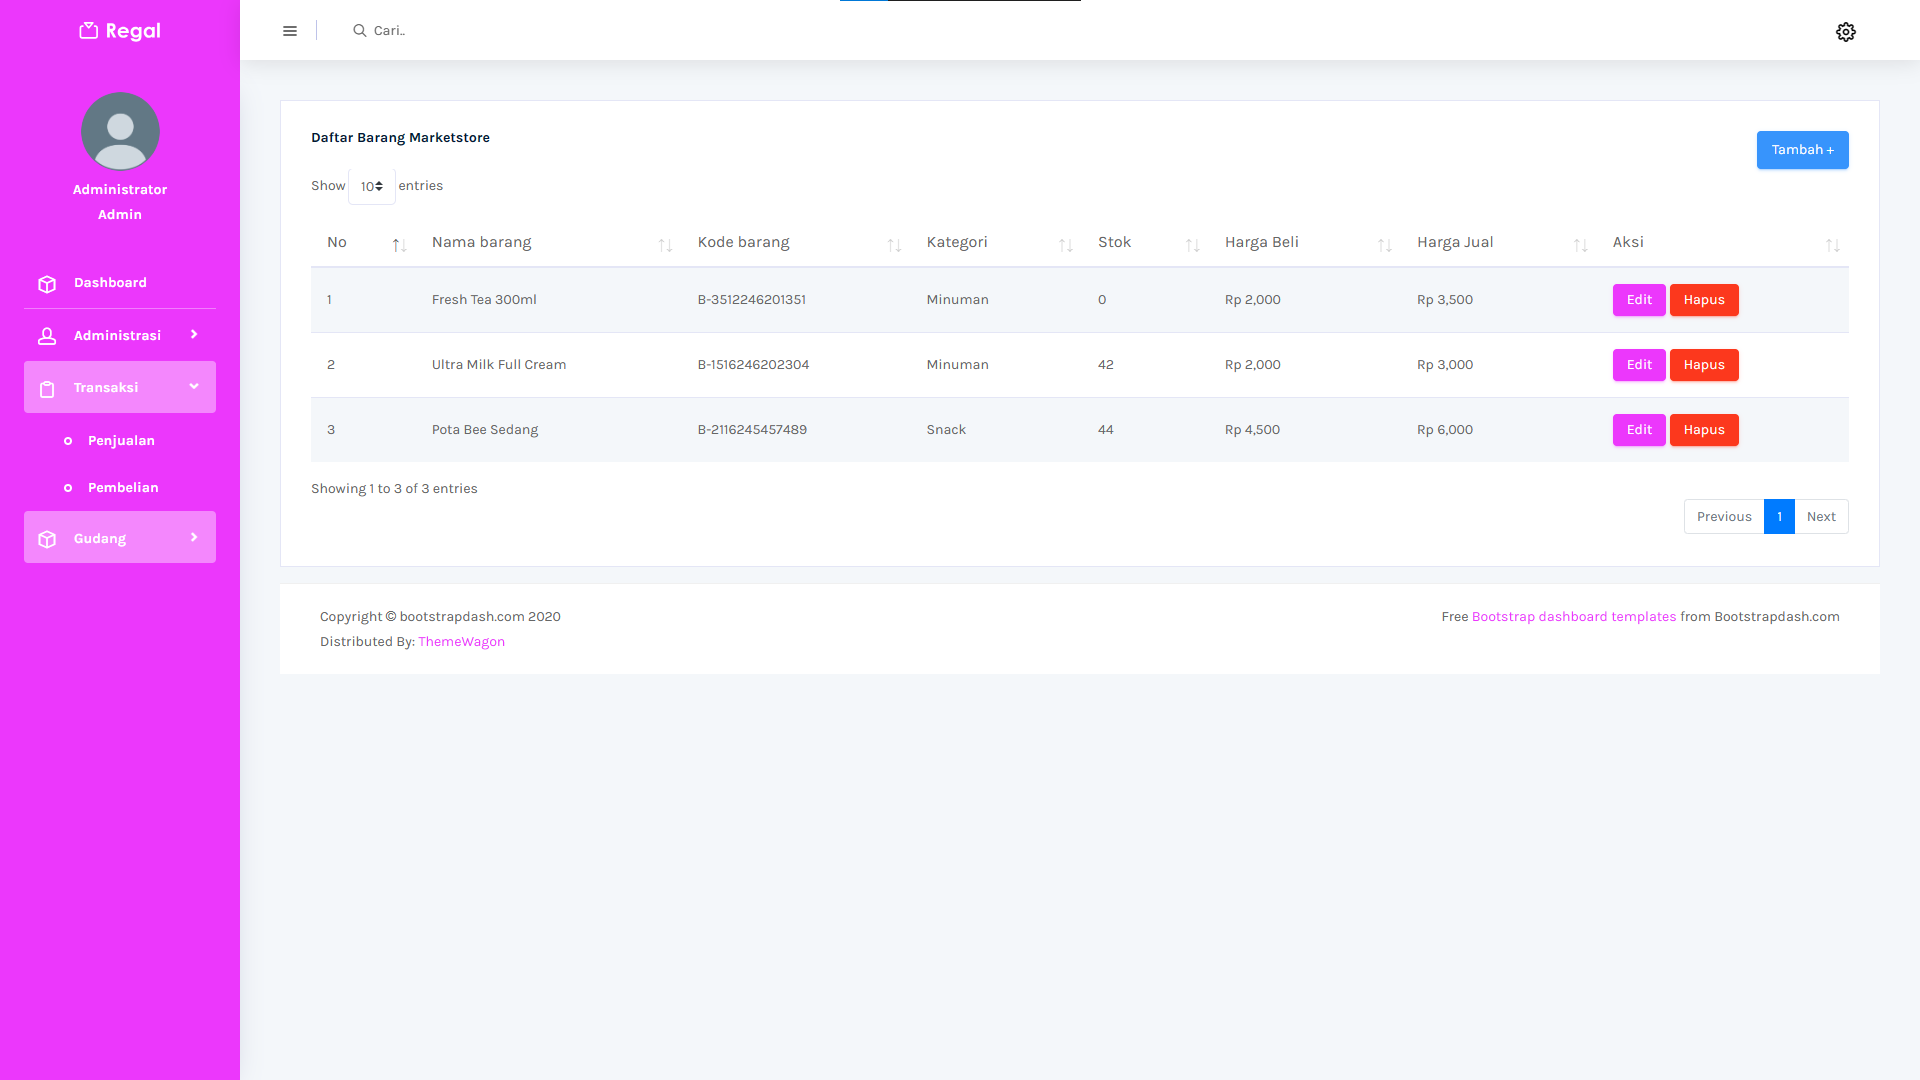 Regal
Cari..
Administrator
Admin
Dashboard
Administrasi
Transaksi
Penjualan
Pembelian
Gudang
Daftar Barang Marketstore
Tambah +
Show 10 entries
No Nama barang Kode barang Kategori Stok Harga Beli Harga Jual Aksi
1 Fresh Tea 300ml B-3512246201351 Minuman 0 Rp 2,000 Rp 3,500 Edit Hapus
2 Ultra Milk Full Cream B-1516246202304 Minuman 42 Rp 2,000 Rp 3,000 Edit Hapus
3 Pota Bee Sedang B-2116245457489 Snack 44 Rp 4,500 Rp 6,000 Edit Hapus
Showing 1 to 3 of 3 entries
Previous 1 Next
Copyright © bootstrapdash.com 2020
Distributed By: ThemeWagon
Free Bootstrap dashboard templates from Bootstrapdash.com